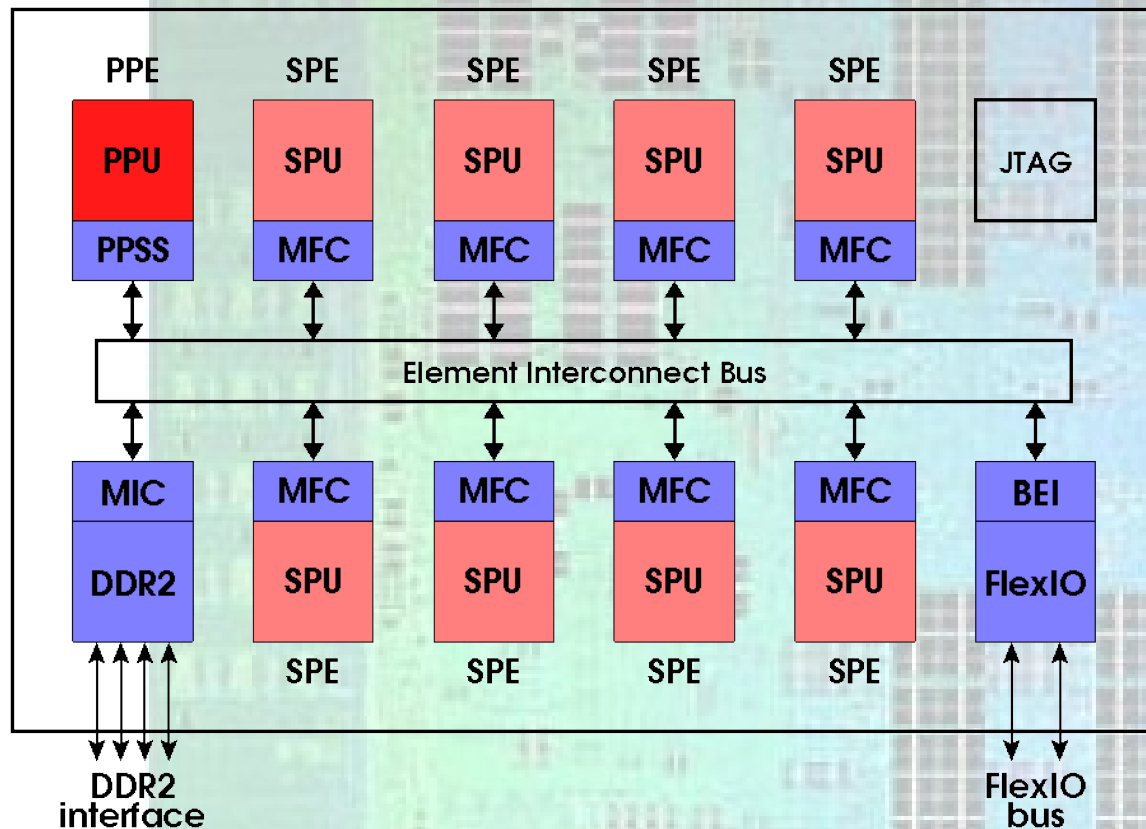 PPE SPE SPE SPE SPE
PPU SPU SPU SPU SPU JTAG
PPSS MFC MFC MFC MFC
Element Interconnect Bus
MIC MFC MFC MFC MFC BEI
DDR2 SPU SPU SPU SPU FlexIO
SPE SPE SPE SPE
DDR2 FlexIO
interface bus